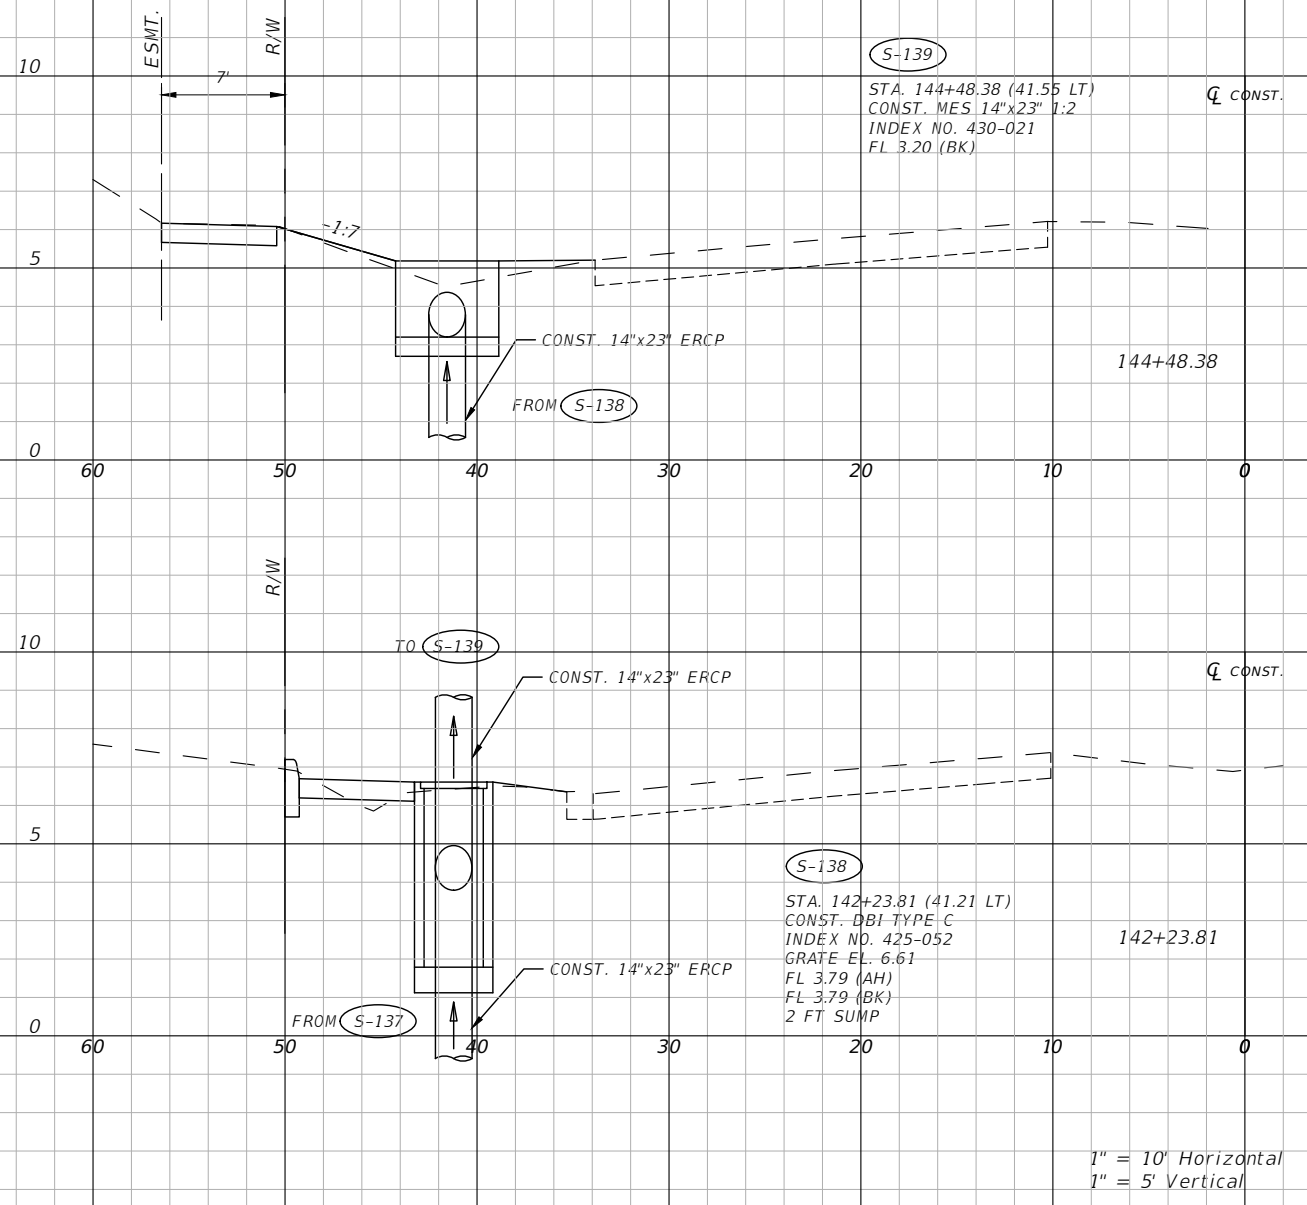 ESMT.
R/W
7'
10
5
0
S-139
STA. 144+48.38 (41.55 LT)
CONST. MES 14"x23" 1:2
INDEX NO. 430-021
FL 3.20 (BK)
℄ CONST.
1:7
CONST. 14"x23" ERCP
FROM S-138
144+48.38
60 50 40 30 20 10 0
R/W
10
5
0
TO S-139
CONST. 14"x23" ERCP
℄ CONST.
S-138
STA. 142+23.81 (41.21 LT)
CONST. DBI TYPE C
INDEX NO. 425-052
GRATE EL. 6.61
FL 3.79 (AH)
FL 3.79 (BK)
2 FT SUMP
142+23.81
CONST. 14"x23" ERCP
FROM S-137
60 50 40 30 20 10 0
1" = 10' Horizontal
1" = 5' Vertical